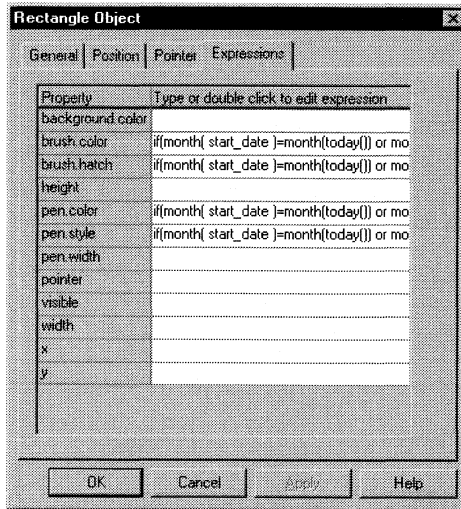 Rectangle Object
General Position Pointer Expressions
Property Type or double click to edit expression
background.color
brush.color if(month( start_date )=month(today()) or mo
brush.hatch if(month( start_date )=month(today()) or mo
height
pen.color if(month( start_date )=month(today()) or mo
pen.style if(month( start_date )=month(today()) or mo
pen.width
pointer
visible
width
x
y
OK Cancel Apply Help